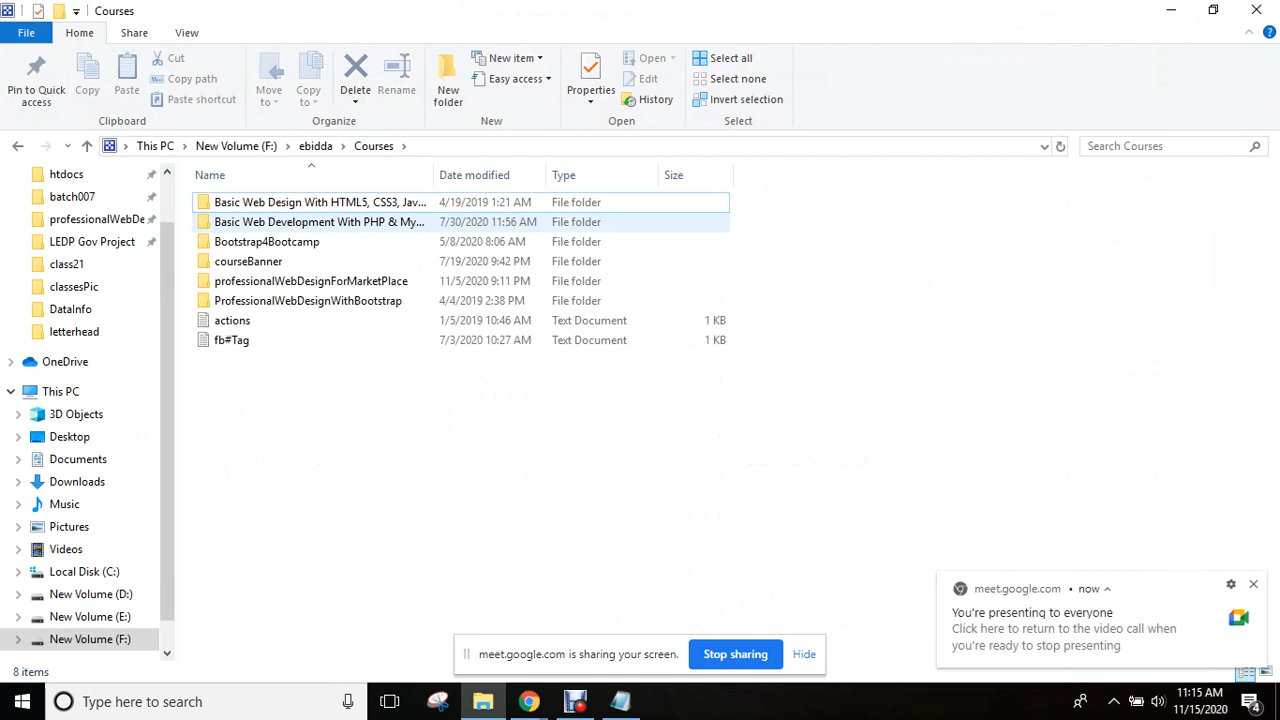 Courses
File Home Share View
Pin to Quick access
Copy
Paste
Cut
Copy path
Paste shortcut
Clipboard
Move to
Copy to
Delete
Rename
Organize
New folder
New item
Easy access
New
Properties
Open
Edit
History
Open
Select all
Select none
Invert selection
Select
This PC > New Volume (F:) > ebidda > Courses >
Search Courses
Name Date modified Type Size
htdocs
batch007
professionalWebDe
LEDP Gov Project
class21
classesPic
DataInfo
letterhead
OneDrive
This PC
3D Objects
Desktop
Documents
Downloads
Music
Pictures
Videos
Local Disk (C:)
New Volume (D:)
New Volume (E:)
New Volume (F:)
Basic Web Design With HTML5, CSS3, Jav... 4/19/2019 1:21 AM File folder
Basic Web Development With PHP & My... 7/30/2020 11:56 AM File folder
Bootstrap4Bootcamp 5/8/2020 8:06 AM File folder
courseBanner 7/19/2020 9:42 PM File folder
professionalWebDesignForMarketPlace 11/5/2020 9:11 PM File folder
ProfessionalWebDesignWithBootstrap 4/4/2019 2:38 PM File folder
actions 1/5/2019 10:46 AM Text Document 1 KB
fb#Tag 7/3/2020 10:27 AM Text Document 1 KB
meet.google.com • now
You're presenting to everyone
Click here to return to the video call when
you're ready to stop presenting
meet.google.com is sharing your screen. Stop sharing Hide
8 items
Type here to search
11:15 AM
11/15/2020
4